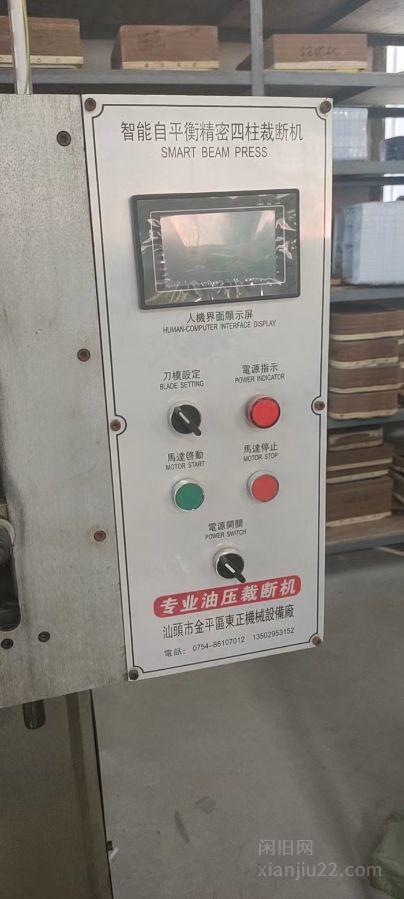 智能自平衡精密四柱裁断机
SMART BEAM PRESS
人機界面顯示屏
HUMAN-COMPUTER INTERFACE DISPLAY
刀模設定
BLADE SETTING
電源指示
POWER INDICATOR
馬達啓動
MOTOR START
馬達停止
MOTOR STOP
電源開關
POWER SWITCH
专业油压裁断机
汕頭市金平區東正機械設備廠
電話: 0754-86107012 13502953152
闲旧网
xianjiu22.com